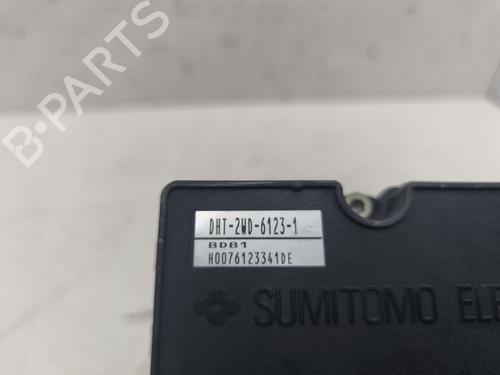 B-PARTS
DHT-2WD-6123-1
BDB1
H0076123341DE
SUMITOMO ELE